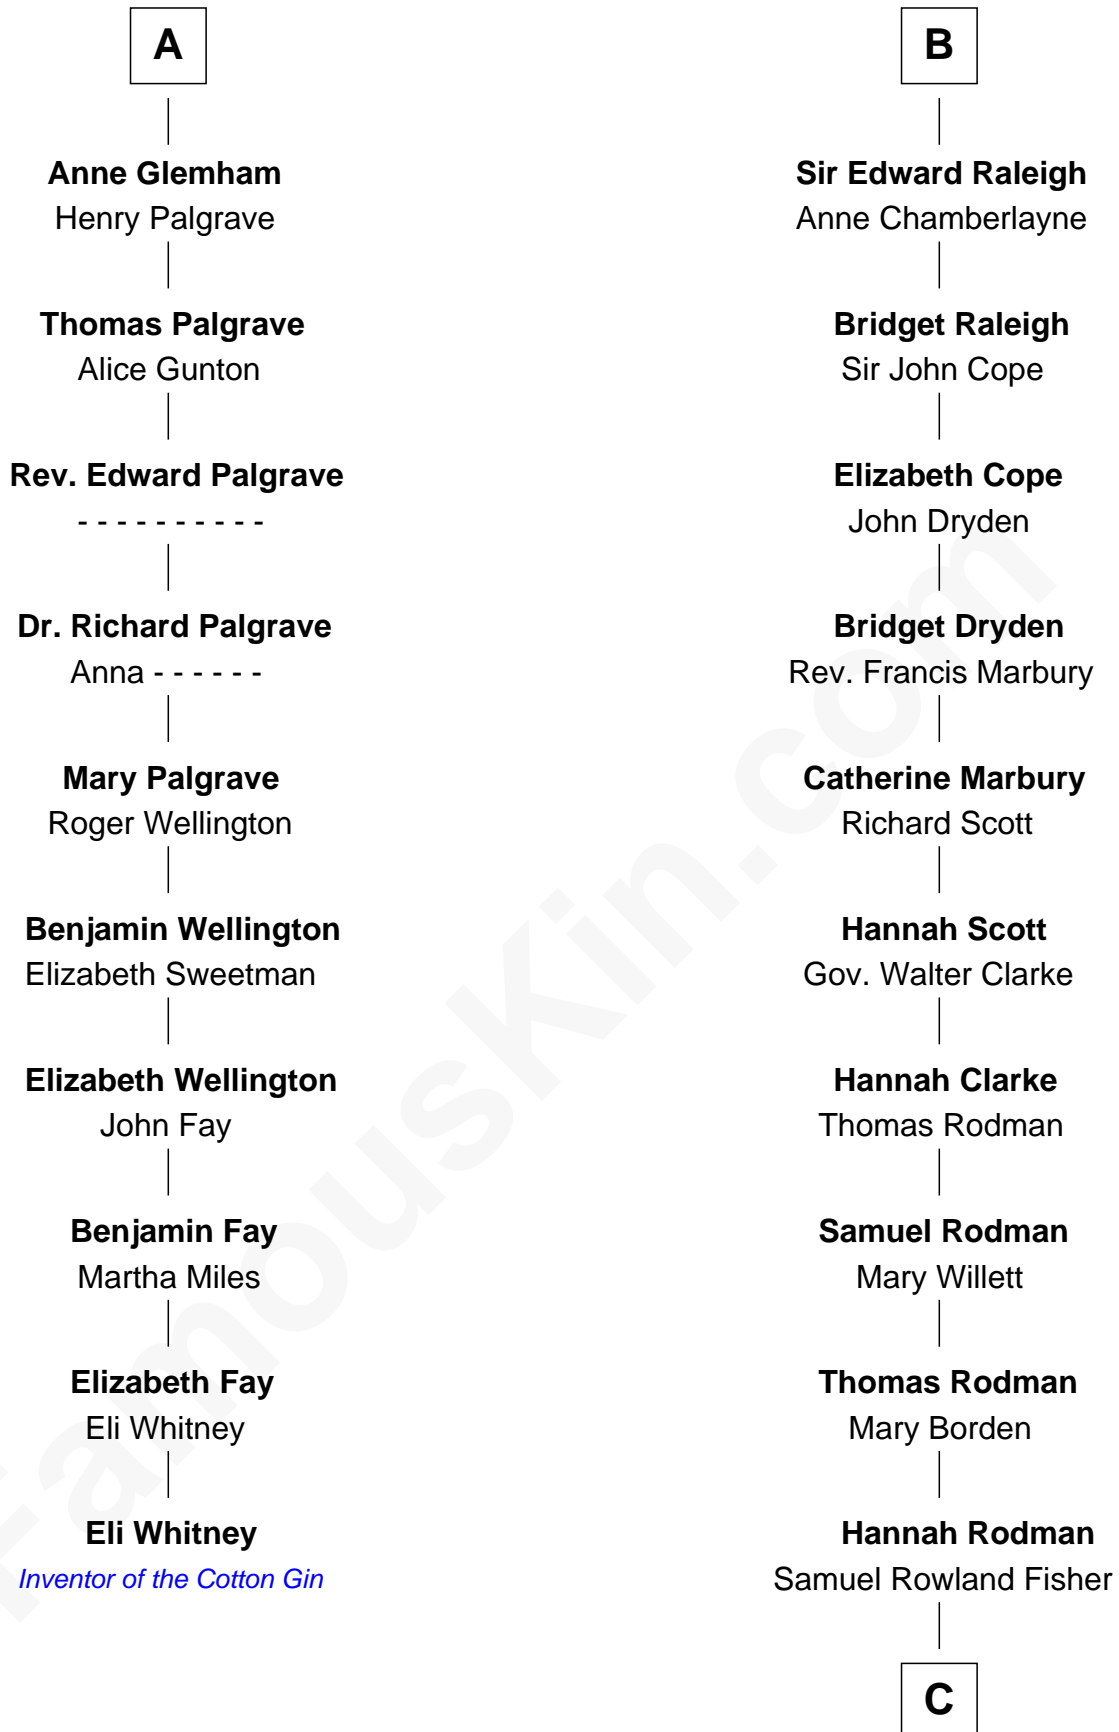 A
Anne Glemham
Henry Palgrave
Thomas Palgrave
Alice Gunton
Rev. Edward Palgrave
- - - - - - - - - -
Dr. Richard Palgrave
Anna - - - - - -
Mary Palgrave
Roger Wellington
Benjamin Wellington
Elizabeth Sweetman
Elizabeth Wellington
John Fay
Benjamin Fay
Martha Miles
Elizabeth Fay
Eli Whitney
Eli Whitney
Inventor of the Cotton Gin
B
Sir Edward Raleigh
Anne Chamberlayne
Bridget Raleigh
Sir John Cope
Elizabeth Cope
John Dryden
Bridget Dryden
Rev. Francis Marbury
Catherine Marbury
Richard Scott
Hannah Scott
Gov. Walter Clarke
Hannah Clarke
Thomas Rodman
Samuel Rodman
Mary Willett
Thomas Rodman
Mary Borden
Hannah Rodman
Samuel Rowland Fisher
C
FamousKin.com